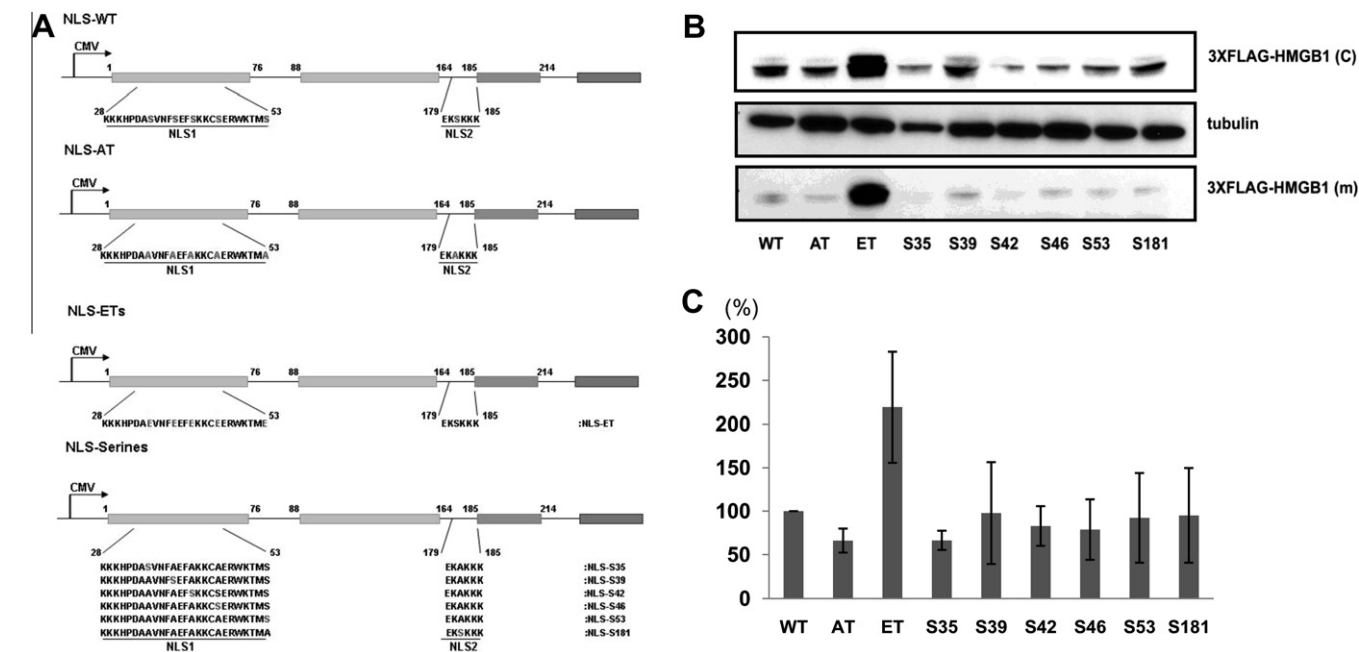 A
NLS-WT
CMV
1 76 88 164 185 214
28 53 179 185
KKKHPDASVNFSEFSKKCSERWKTMS EKSKKK
NLS1 NLS2
NLS-AT
CMV
1 76 88 164 185 214
28 53 179 185
KKKHPDAAVNFAEFAKKCAERWKTMA EKAKKK
NLS1 NLS2
NLS-ETs
CMV
1 76 88 164 185 214
28 53 179 185
KKKHPDAEVNFEEFEKKCEERWKTME EKSKKK :NLS-ET
NLS-Serines
CMV
1 76 88 164 185 214
28 53 179 185
KKKHPDASVNFAEFAKKCAERWKTMS EKAKKK :NLS-S35
KKKHPDAAVNFSEFAKKCAERWKTMS EKAKKK :NLS-S39
KKKHPDAAVNFAEFSKKCAERWKTMS EKAKKK :NLS-S42
KKKHPDAAVNFAEFAKKCSERWKTMS EKAKKK :NLS-S46
KKKHPDAAVNFAEFAKKCAERWKTMS EKAKKK :NLS-S53
KKKHPDAAVNFAEFAKKCAERWKTMA EKSKKK :NLS-S181
NLS1 NLS2
B
3XFLAG-HMGB1 (C)
tubulin
3XFLAG-HMGB1 (m)
WT AT ET S35 S39 S42 S46 S53 S181
C (%)
300
250
200
150
100
50
0
WT AT ET S35 S39 S42 S46 S53 S181